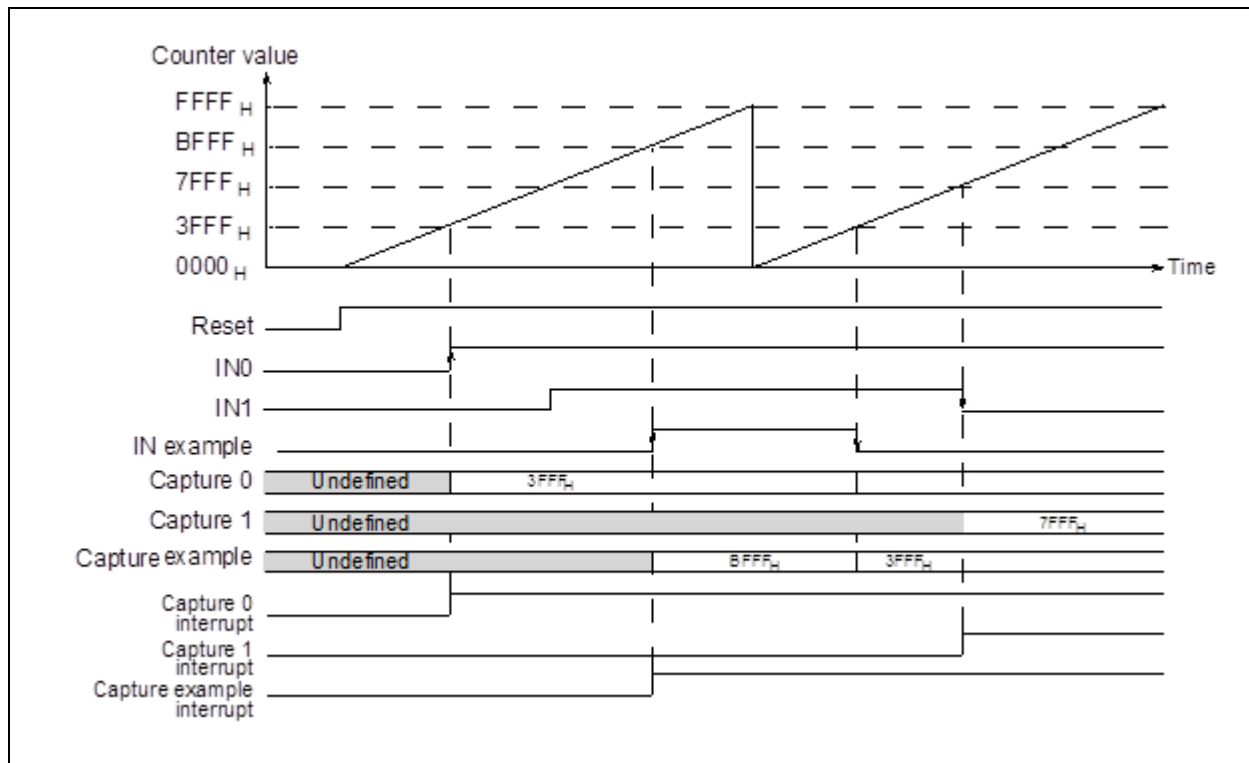 Counter value
FFFF H
BFFF H
7FFF H
3FFF H
0000 H
Time
Reset
IN0
IN1
IN example
Capture 0 Undefined 3FFFH
Capture 1 Undefined 7FFFH
Capture example Undefined BFFFH 3FFFH
Capture 0
interrupt
Capture 1
interrupt
Capture example
interrupt